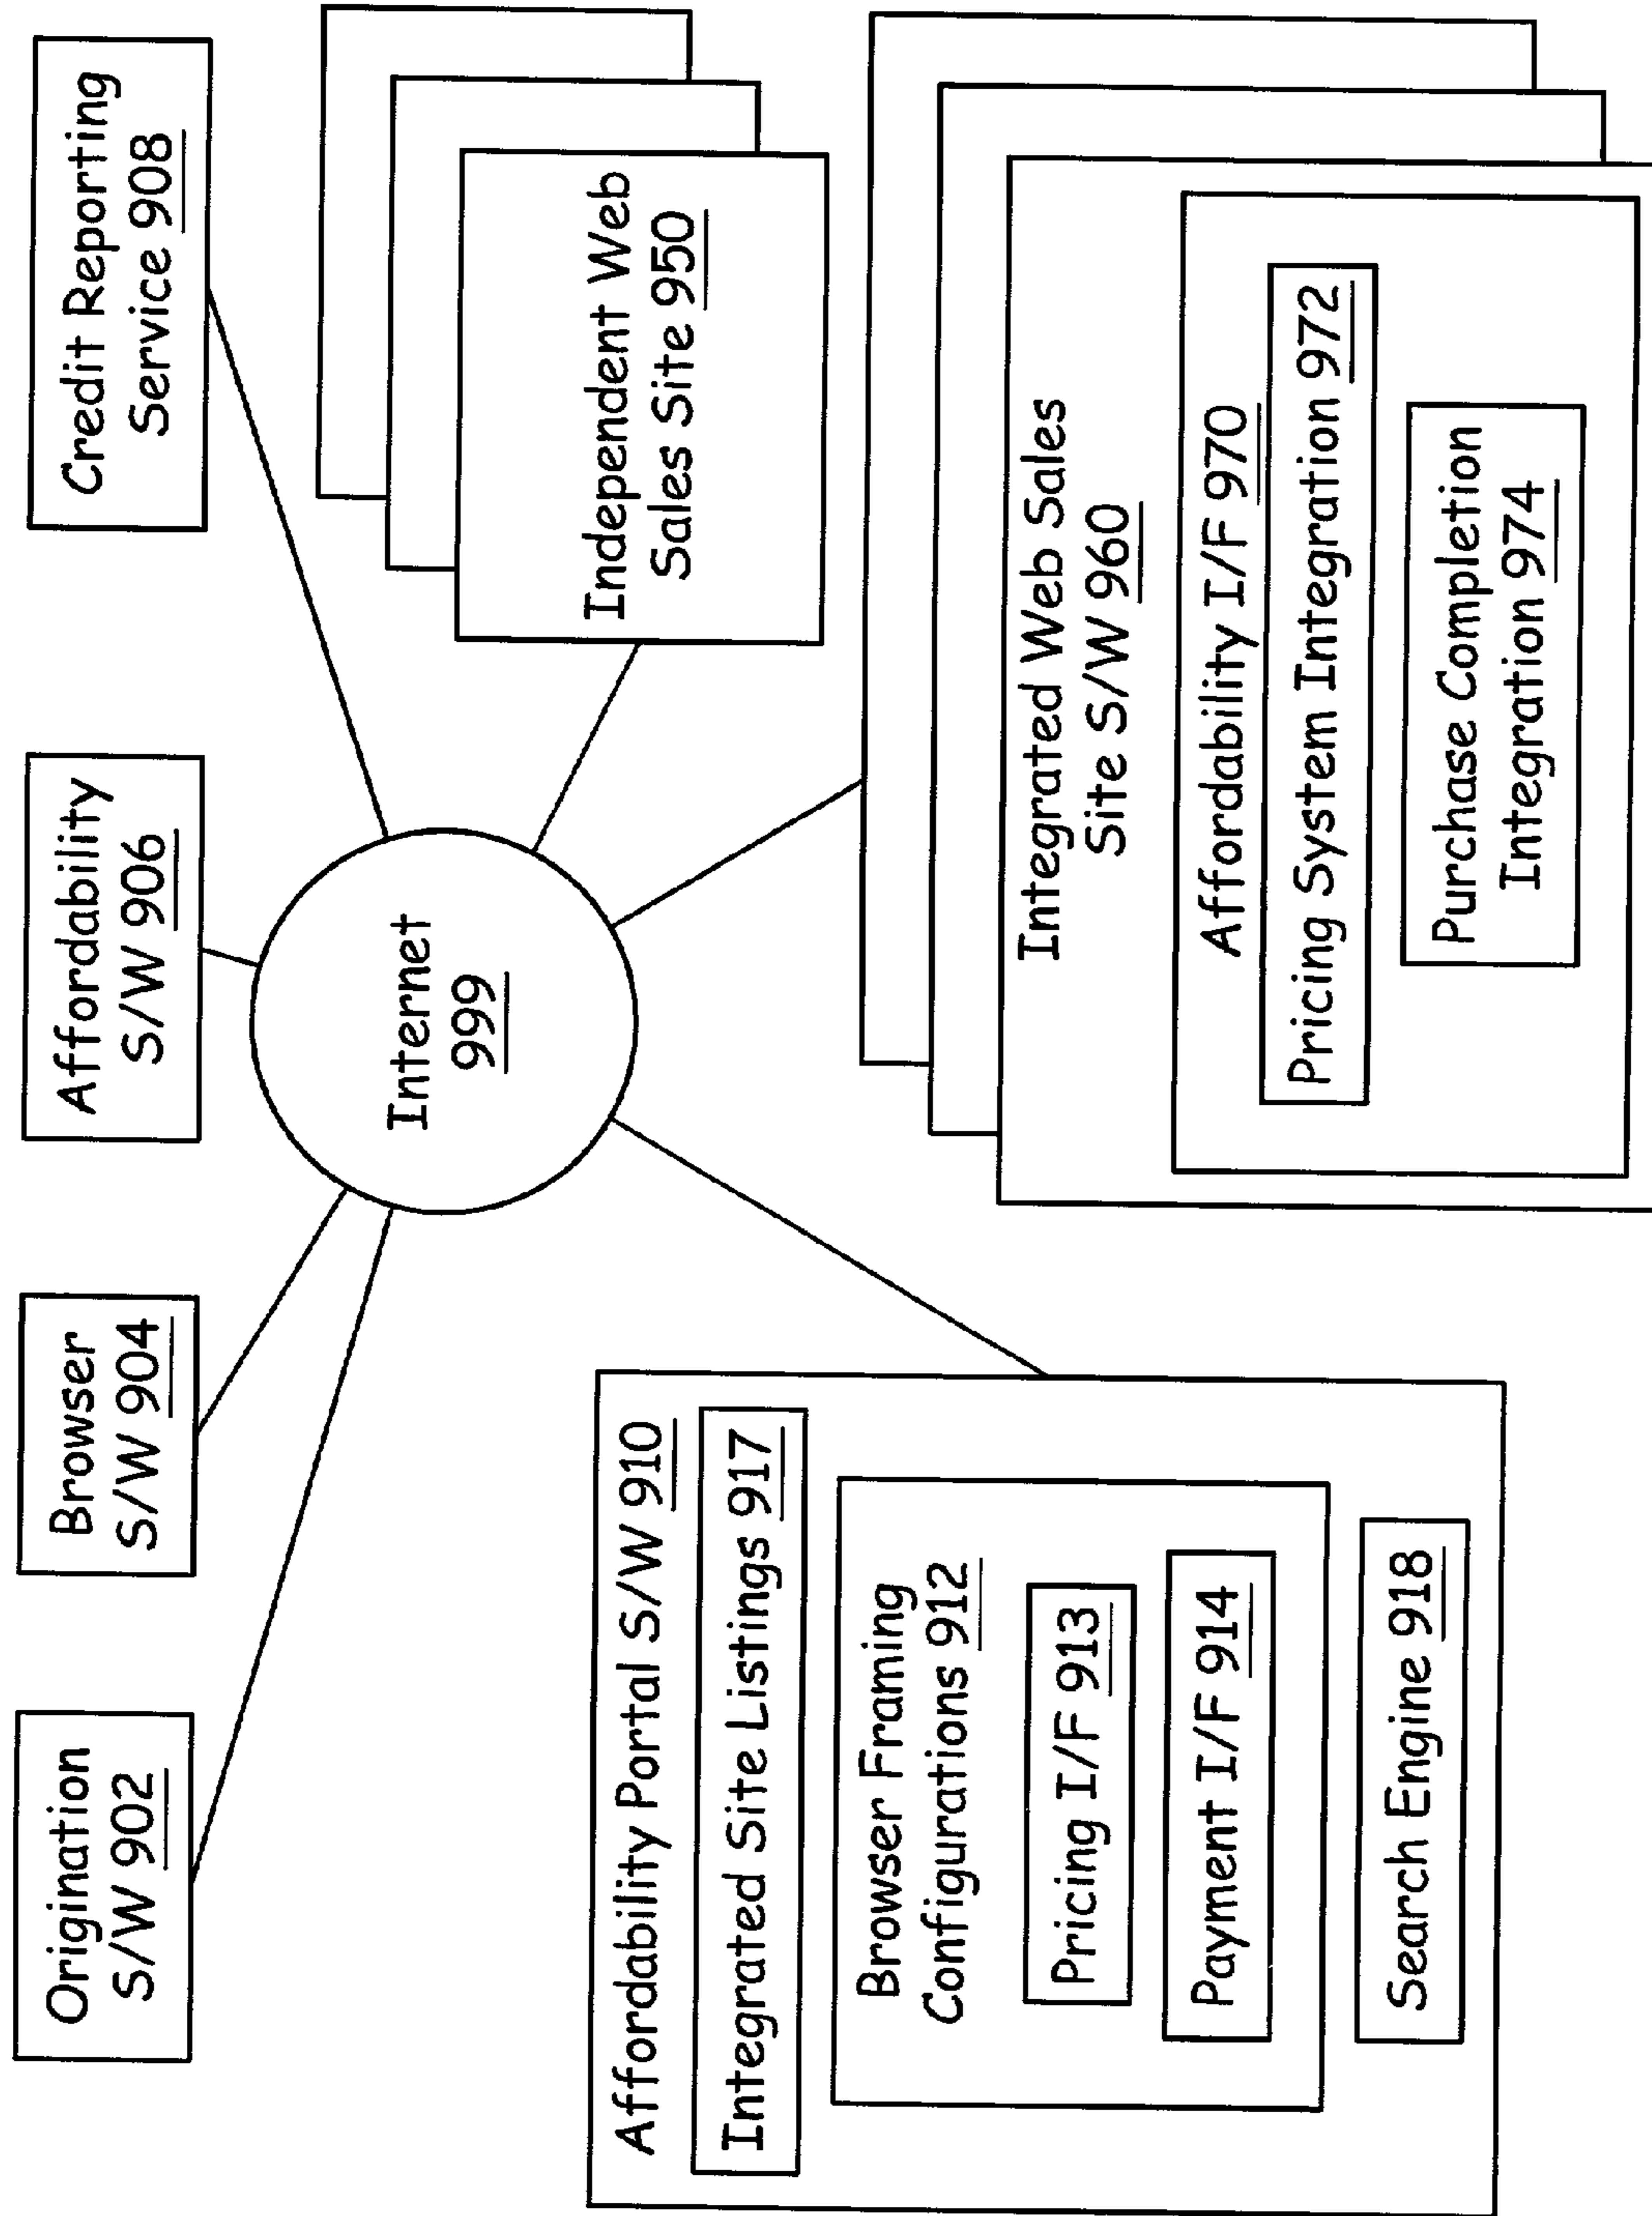 Origination
S/W 902
Browser
S/W 904
Affordability
S/W 906
Credit Reporting
Service 908
Internet
999
Independent Web
Sales Site 950
Affordability Portal S/W 910
Integrated Site Listings 917
Browser Framing
Configurations 912
Pricing I/F 913
Payment I/F 914
Search Engine 918
Integrated Web Sales
Site S/W 960
Affordability I/F 970
Pricing System Integration 972
Purchase Completion
Integration 974